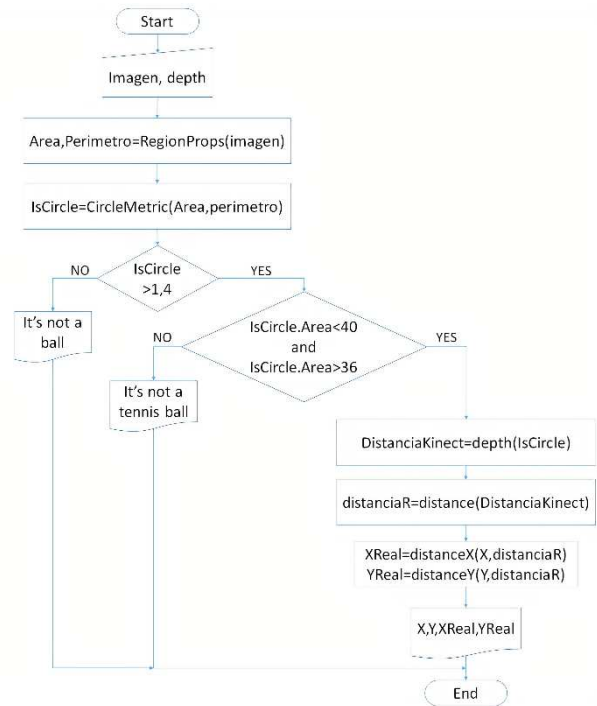 Start
Imagen, depth
Area,Perimetro=RegionProps(imagen)
IsCircle=CircleMetric(Area,perimetro)
NO
IsCircle
>1,4
YES
It's not a
ball
NO
IsCircle.Area<40
and
IsCircle.Area>36
YES
It's not a
tennis ball
DistanciaKinect=depth(IsCircle)
distanciaR=distance(DistanciaKinect)
XReal=distanceX(X,distanciaR)
YReal=distanceY(Y,distanciaR)
X,Y,XReal,YReal
End